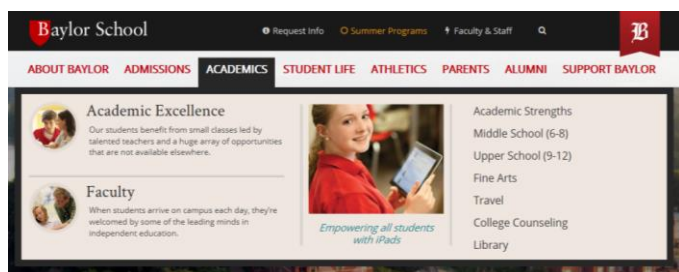 Baylor School
Request Info
Summer Programs
Faculty & Staff
B
ABOUT BAYLOR
ADMISSIONS
ACADEMICS
STUDENT LIFE
ATHLETICS
PARENTS
ALUMNI
SUPPORT BAYLOR
Academic Excellence
Our students benefit from small classes led by
talented teachers and a huge array of opportunities
that are not available elsewhere.
Faculty
When students arrive on campus each day, they're
welcomed by some of the leading minds in
independent education.
Empowering all students
with iPads
Academic Strengths
Middle School (6-8)
Upper School (9-12)
Fine Arts
Travel
College Counseling
Library